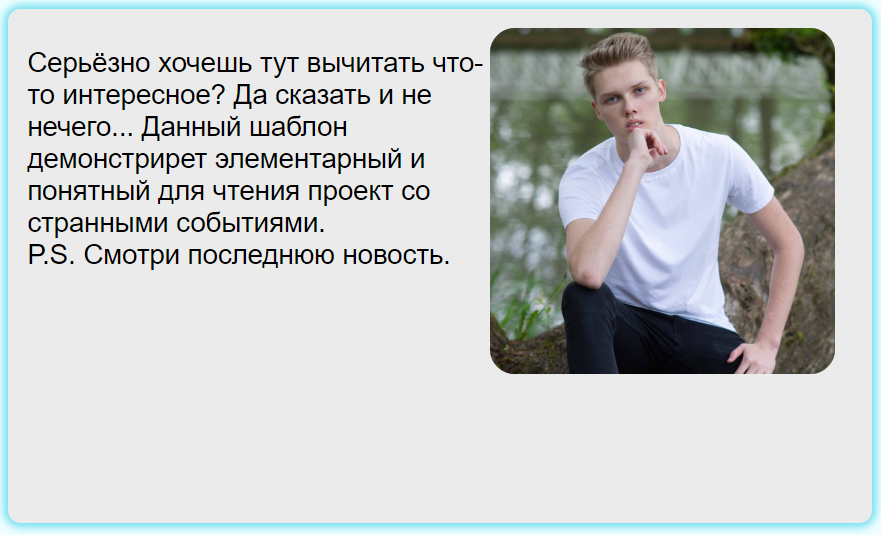 Серьёзно хочешь тут вычитать что-
то интересное? Да сказать и не
нечего... Данный шаблон
демонстрирет элементарный и
понятный для чтения проект со
странными событиями.
P.S. Смотри последнюю новость.